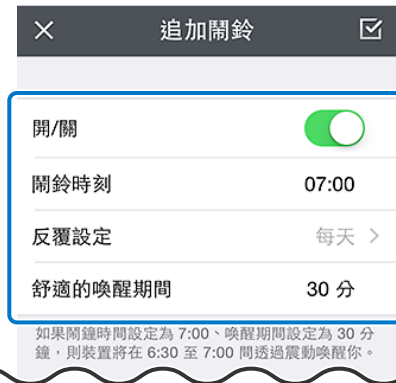 追加鬧鈴
開/關
鬧鈴時刻 07:00
反覆設定 每天
舒適的喚醒期間 30 分
如果鬧鐘時間設定為 7:00、喚醒期間設定為 30 分
鐘，則裝置將在 6:30 至 7:00 間透過震動喚醒你。